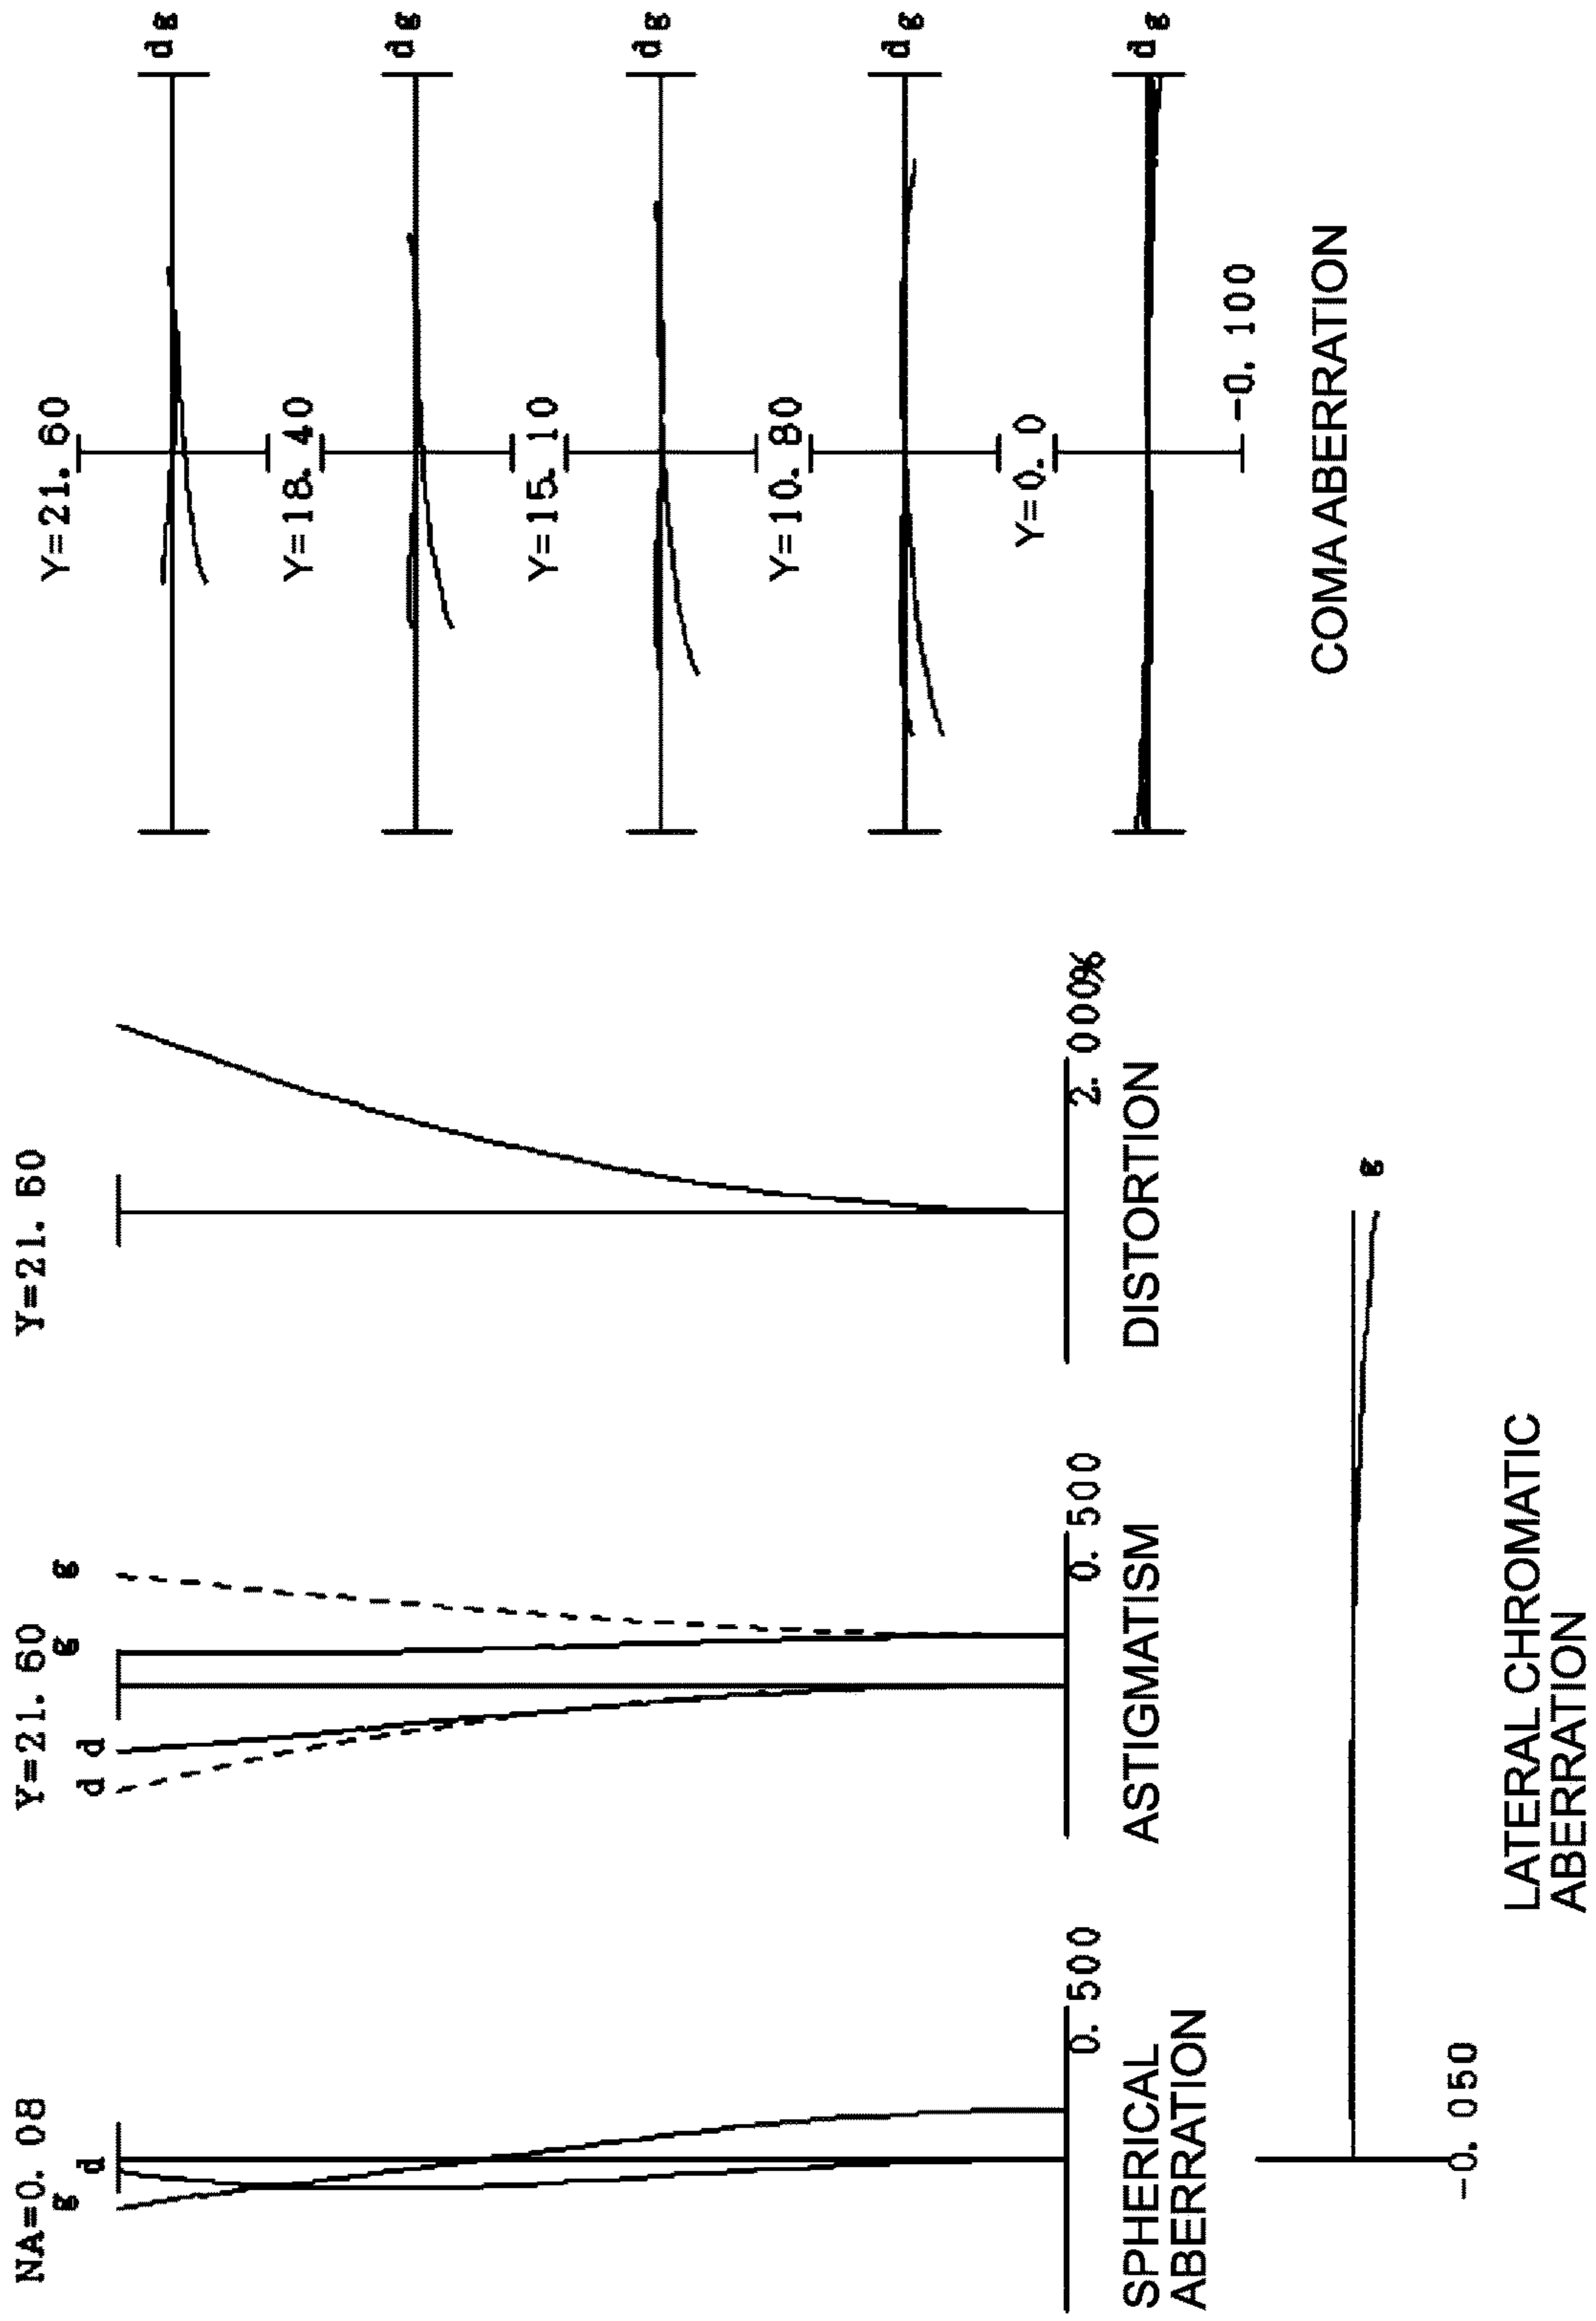 NA=0. 08
g
d
0. 500
SPHERICAL
ABERRATION
Y=21. 60
d
d
g
g
0. 500
ASTIGMATISM
Y=21. 60
2. 000%
DISTORTION
Y=21. 60
d
g
Y=18. 40
d
g
Y=15. 10
d
g
Y=10. 80
d
g
Y=0. 0
d
g
-0. 100
COMA ABERRATION
-0. 050
g
LATERAL CHROMATIC
ABERRATION